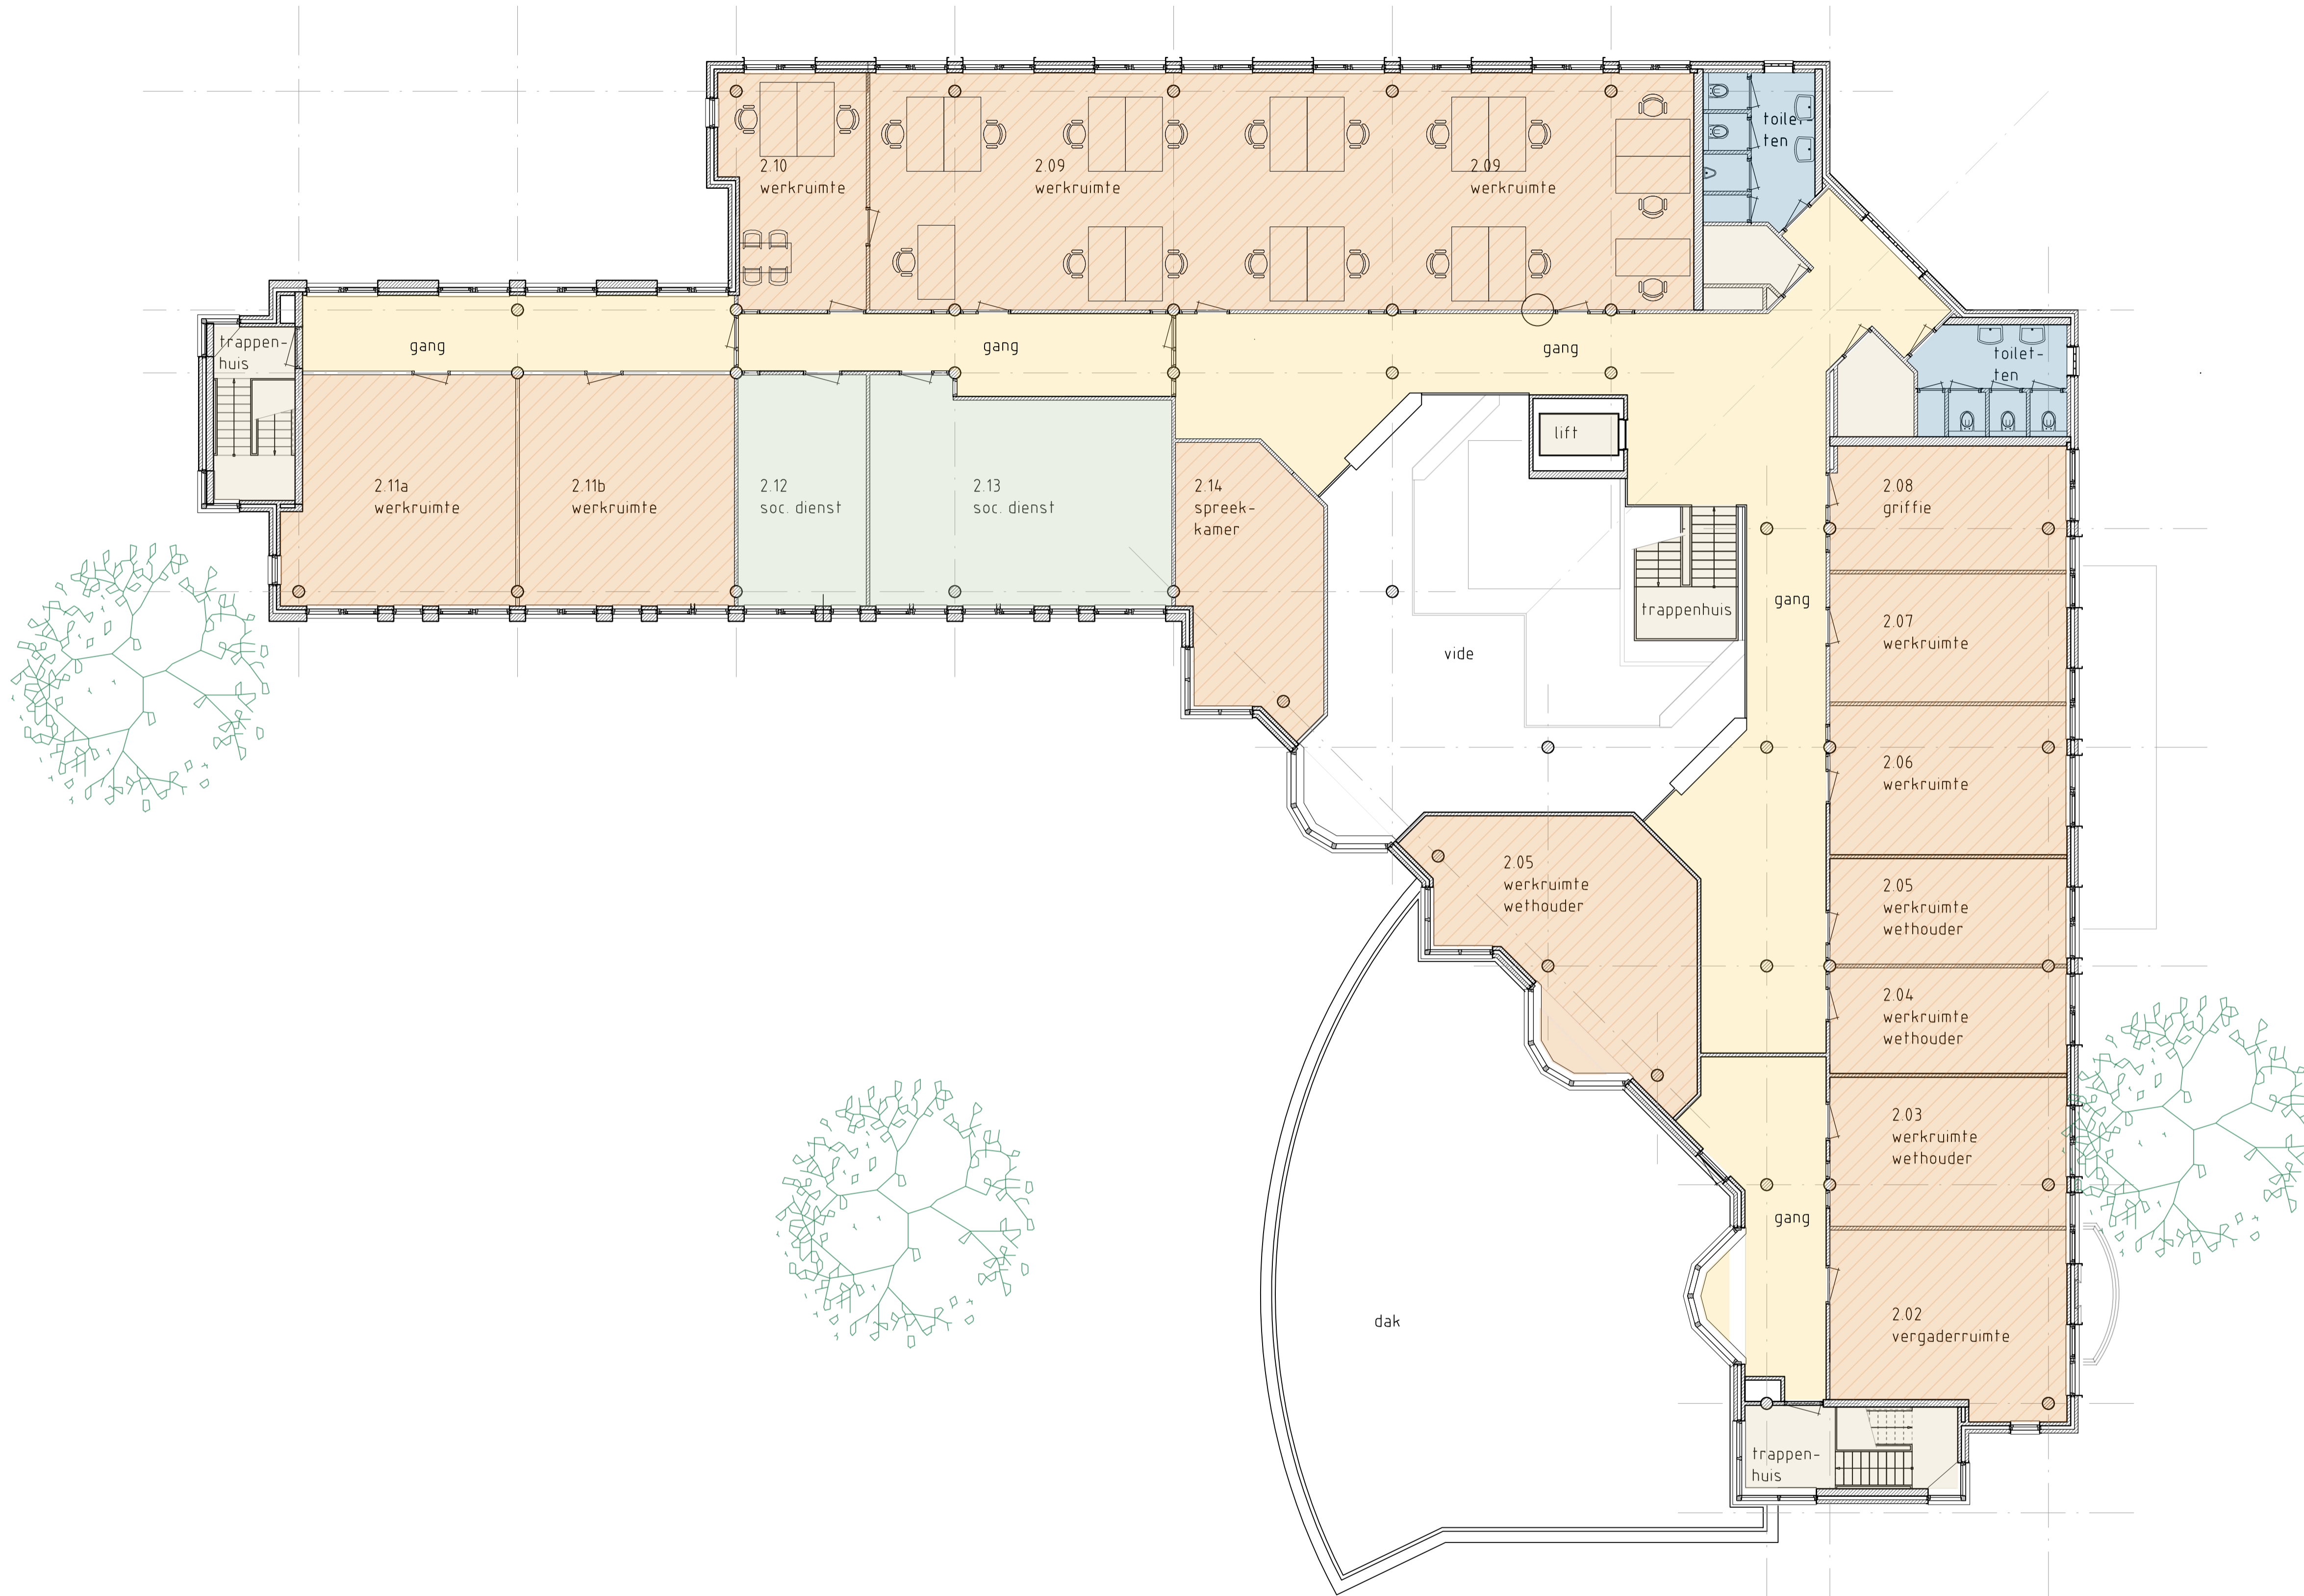 toilet-
ten
2.10
werkruimte
2.09
werkruimte
2.09
werkruimte
trappen-
huis
gang
gang
gang
toilet-
ten
lift
2.11a
werkruimte
2.11b
werkruimte
2.12
soc. dienst
2.13
soc. dienst
2.14
spreek-
kamer
2.08
griffie
trappenhuis
gang
2.07
werkruimte
vide
2.06
werkruimte
2.05
werkruimte
wethouder
2.05
werkruimte
wethouder
2.04
werkruimte
wethouder
2.03
werkruimte
wethouder
gang
dak
2.02
vergaderruimte
trappen-
huis